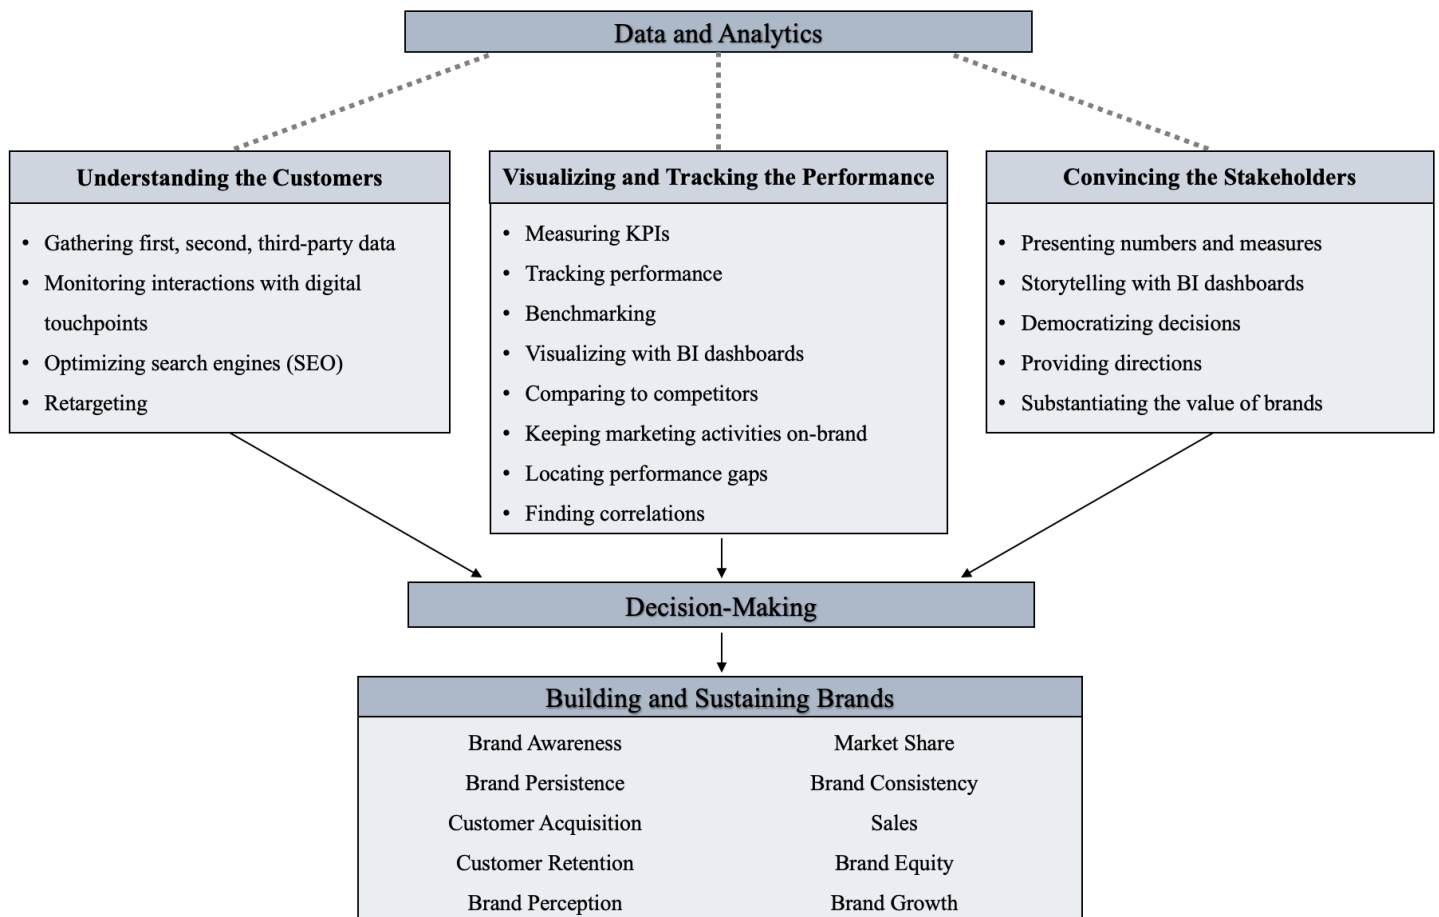 Data and Analytics
Understanding the Customers
• Gathering first, second, third-party data
• Monitoring interactions with digital
touchpoints
• Optimizing search engines (SEO)
• Retargeting
Visualizing and Tracking the Performance
• Measuring KPIs
• Tracking performance
• Benchmarking
• Visualizing with BI dashboards
• Comparing to competitors
• Keeping marketing activities on-brand
• Locating performance gaps
• Finding correlations
Convincing the Stakeholders
• Presenting numbers and measures
• Storytelling with BI dashboards
• Democratizing decisions
• Providing directions
• Substantiating the value of brands
Decision-Making
Building and Sustaining Brands
Brand Awareness
Brand Persistence
Customer Acquisition
Customer Retention
Brand Perception
Market Share
Brand Consistency
Sales
Brand Equity
Brand Growth